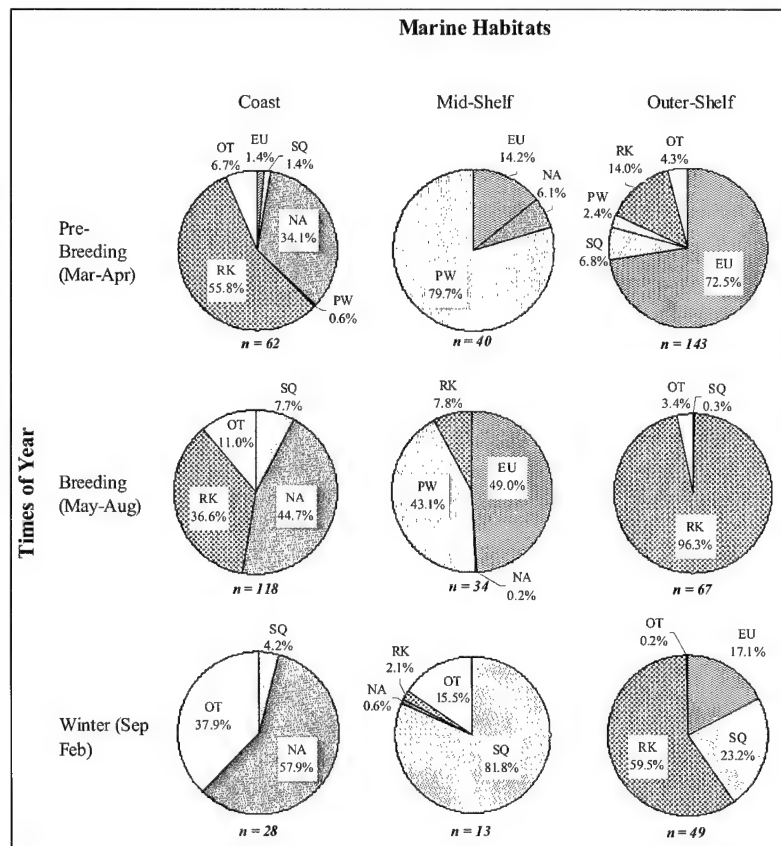 Marine Habitats
Coast
Mid-Shelf
Outer-Shelf
Times of Year
Pre-
Breeding
(Mar-Apr)
OT
6.7%
EU
1.4%
SQ
1.4%
NA
34.1%
RK
55.8%
PW
0.6%
n = 62
EU
14.2%
NA
6.1%
PW
79.7%
n = 40
OT
4.3%
RK
14.0%
PW
2.4%
SQ
6.8%
EU
72.5%
n = 143
Breeding
(May-Aug)
SQ
7.7%
OT
11.0%
RK
36.6%
NA
44.7%
n = 118
RK
7.8%
EU
49.0%
PW
43.1%
NA
0.2%
n = 34
OT
3.4%
SQ
0.3%
RK
96.3%
n = 67
Winter (Sep
Feb)
SQ
4.2%
OT
37.9%
NA
57.9%
n = 28
RK
2.1%
NA
0.6%
OT
15.5%
SQ
81.8%
n = 13
OT
0.2%
EU
17.1%
SQ
23.2%
RK
59.5%
n = 49